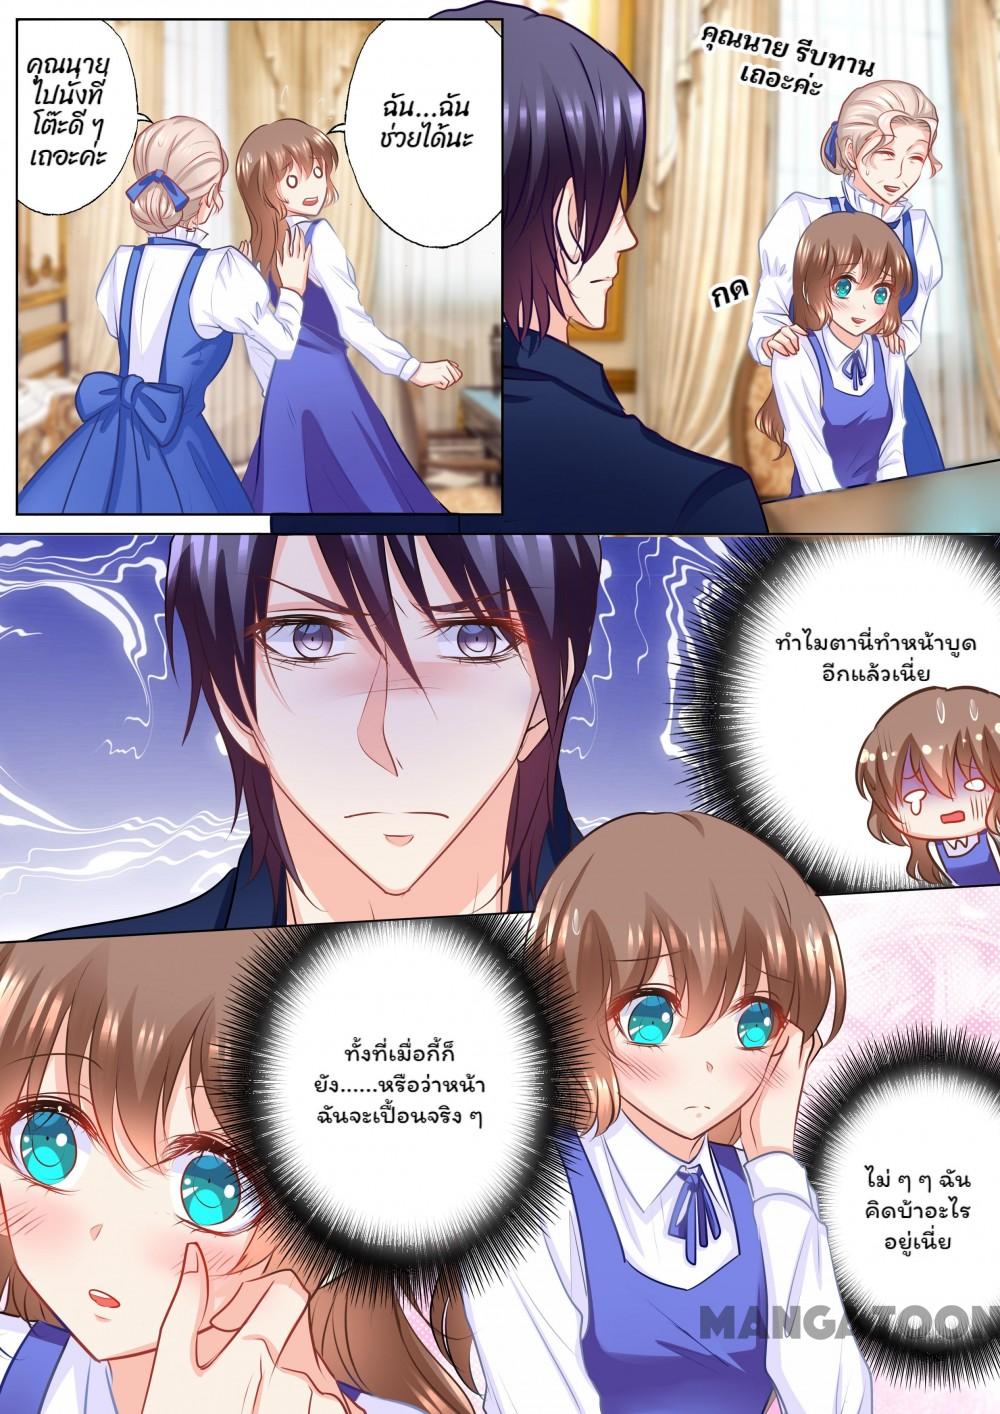 คุณนาย
ไปนั่งที่
โต๊ะดี ๆ
เถอะค่ะ
ฉัน...ฉัน
ช่วยได้นะ
คุณนาย รีบทาน
เถอะค่ะ
กด
ทำไมตานี่ทำหน้าบูด
อีกแล้วเนี่ย
ทั้งที่เมื่อกี้ก็
ยัง......หรือว่าหน้า
ฉันจะเปื้อนจริง ๆ
ไม่ ๆ ๆ ฉัน
คิดบ้าอะไร
อยู่เนี่ย
MANGATOON